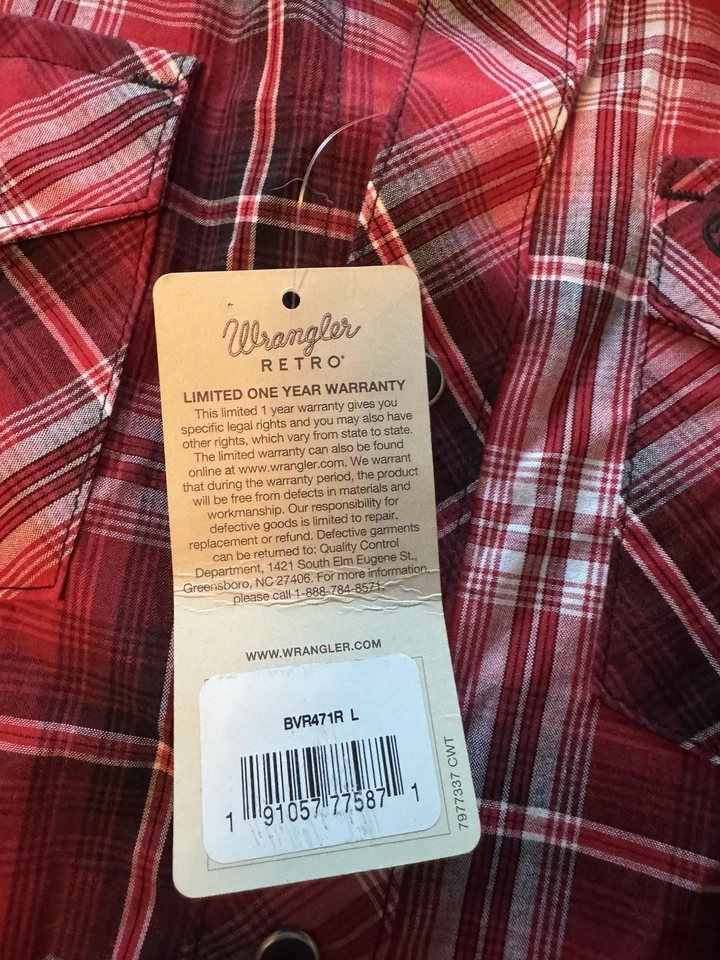 Wrangler
RETRO®
LIMITED ONE YEAR WARRANTY
This limited 1 year warranty gives you
specific legal rights and you may also have
other rights, which vary from state to state.
The limited warranty can also be found
online at www.wrangler.com. We warrant
that during the warranty period, the product
will be free from defects in materials and
workmanship. Our responsibility for
defective goods is limited to repair,
replacement or refund. Defective garments
can be returned to: Quality Control
Department, 1421 South Elm Eugene St.,
Greensboro, NC 27406. For more information,
please call 1-888-784-8571.
WWW.WRANGLER.COM
BVR471R L
1 91057 77587 1
7977337 CWT